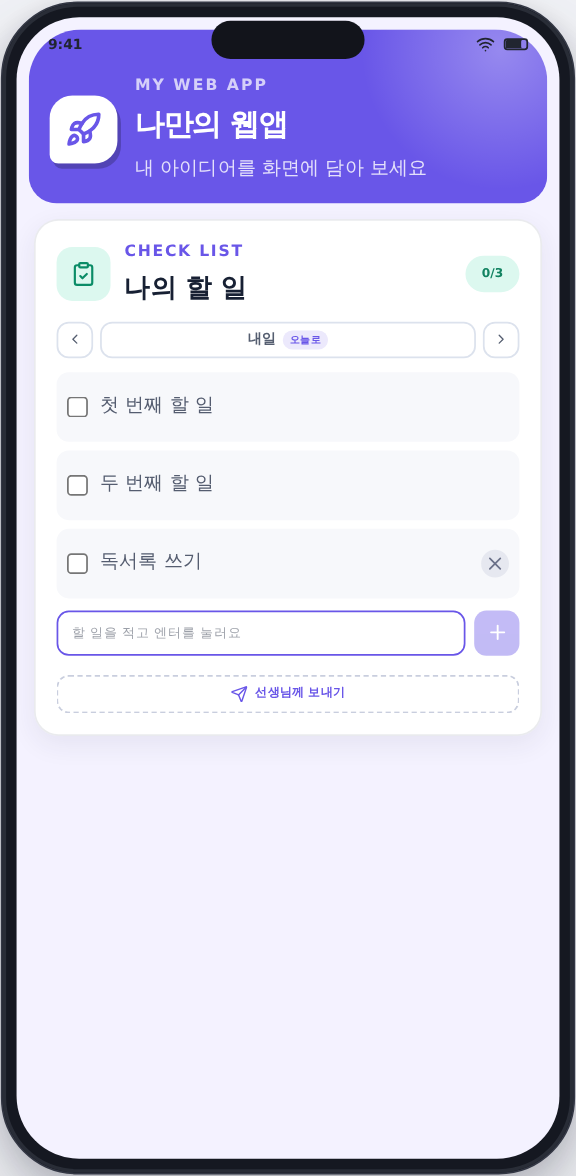 9:41
MY WEB APP
나만의 웹앱
내 아이디어를 화면에 담아 보세요
CHECK LIST
나의 할 일
0/3
내일 오늘로
첫 번째 할 일
두 번째 할 일
독서록 쓰기
할 일을 적고 엔터를 눌러요
선생님께 보내기